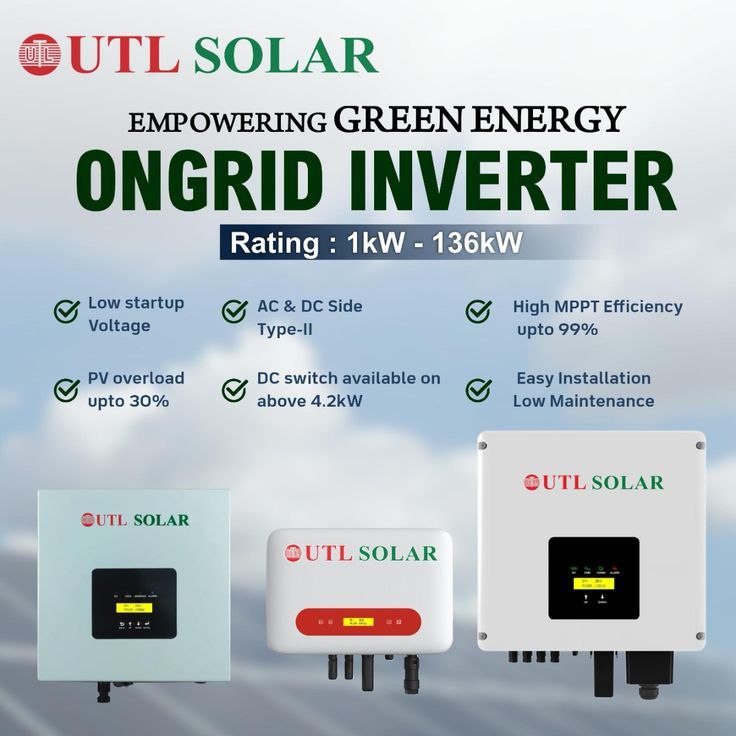 UTL SOLAR
EMPOWERING GREEN ENERGY
ONGRID INVERTER
Rating : 1kW - 136kW
Low startup
Voltage
AC & DC Side
Type-II
High MPPT Efficiency
upto 99%
PV overload
upto 30%
DC switch available on
above 4.2kW
Easy Installation
Low Maintenance
UTL SOLAR
UTL SOLAR
UTL SOLAR